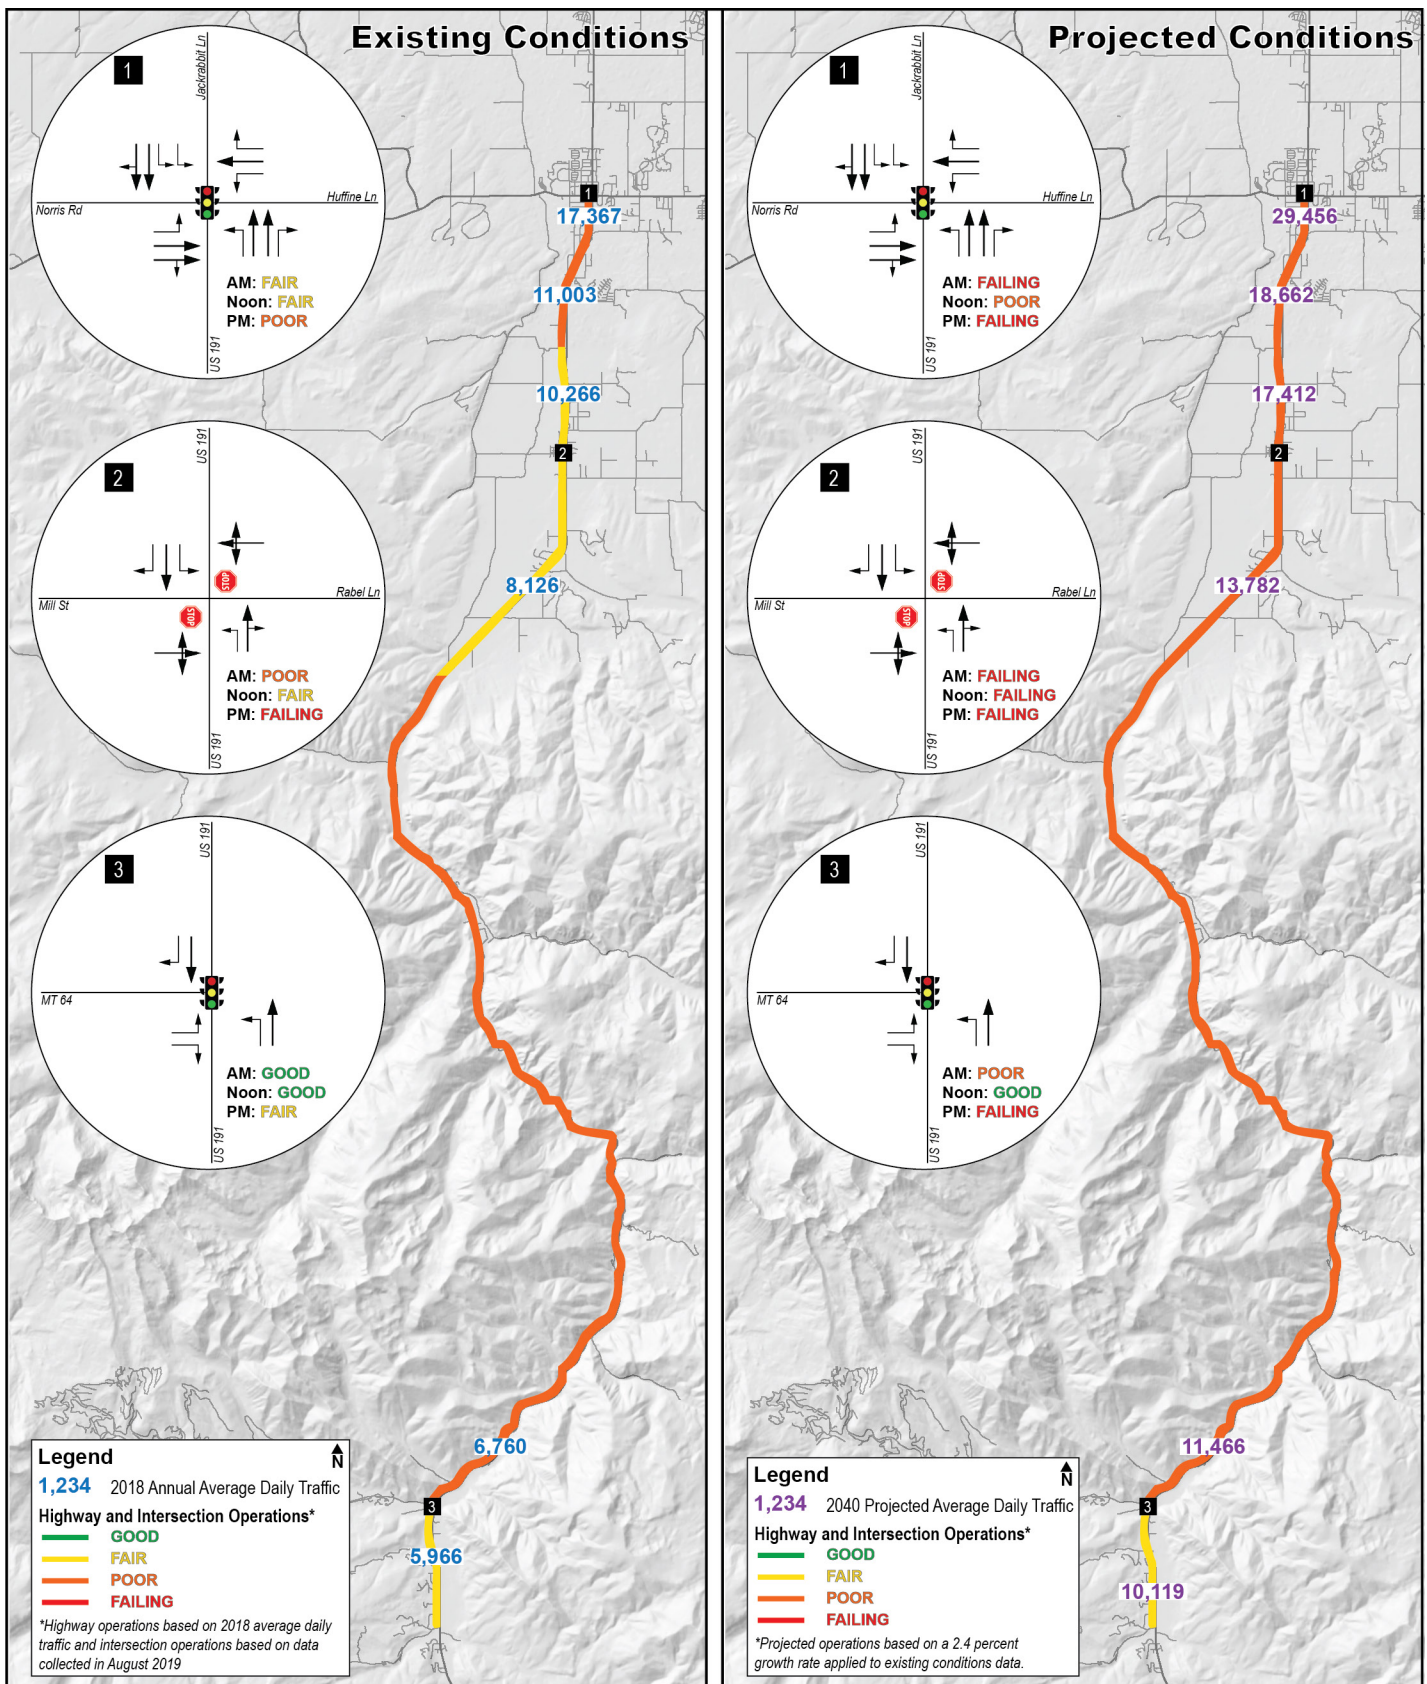 Existing Conditions
1
Jackrabbit Ln
Norris Rd
Huffine Ln
AM: FAIR
Noon: FAIR
PM: POOR
US 191
2
US 191
STOP
Mill St
Rabel Ln
STOP
AM: POOR
Noon: FAIR
PM: FAILING
US 191
3
US 191
MT 64
AM: GOOD
Noon: GOOD
PM: FAIR
US 191
1
17,367
11,003
10,266
2
8,126
6,760
3
5,966
Legend
N
1,234 2018 Annual Average Daily Traffic
Highway and Intersection Operations*
GOOD
FAIR
POOR
FAILING
*Highway operations based on 2018 average daily
traffic and intersection operations based on data
collected in August 2019
Projected Conditions
1
Jackrabbit Ln
Norris Rd
Huffine Ln
AM: FAILING
Noon: POOR
PM: FAILING
US 191
2
US 191
STOP
Mill St
Rabel Ln
STOP
AM: FAILING
Noon: FAILING
PM: FAILING
US 191
3
US 191
MT 64
AM: POOR
Noon: GOOD
PM: FAILING
US 191
1
29,456
18,662
17,412
2
13,782
11,466
3
10,119
Legend
N
1,234 2040 Projected Average Daily Traffic
Highway and Intersection Operations*
GOOD
FAIR
POOR
FAILING
*Projected operations based on a 2.4 percent
growth rate applied to existing conditions data.